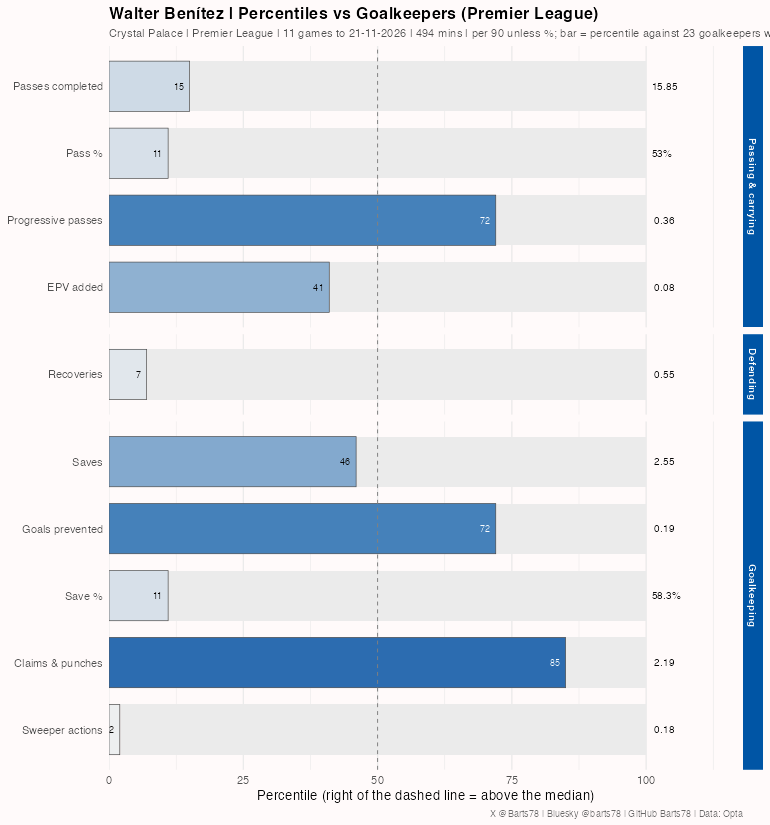 Walter Benítez | Percentiles vs Goalkeepers (Premier League)
Crystal Palace | Premier League | 11 games to 21-11-2026 | 494 mins | per 90 unless %; bar = percentile against 23 goalkeepers w
Passes completed 15 15.85
Pass % 11 53%
Progressive passes 72 0.36
EPV added 41 0.08
Passing & carrying
Recoveries 7 0.55
Defending
Saves 46 2.55
Goals prevented 72 0.19
Save % 11 58.3%
Claims & punches 85 2.19
Sweeper actions 2 0.18
Goalkeeping
0 25 50 75 100
Percentile (right of the dashed line = above the median)
X @Barts78 | Bluesky @barts78 | GitHub Barts78 | Data: Opta